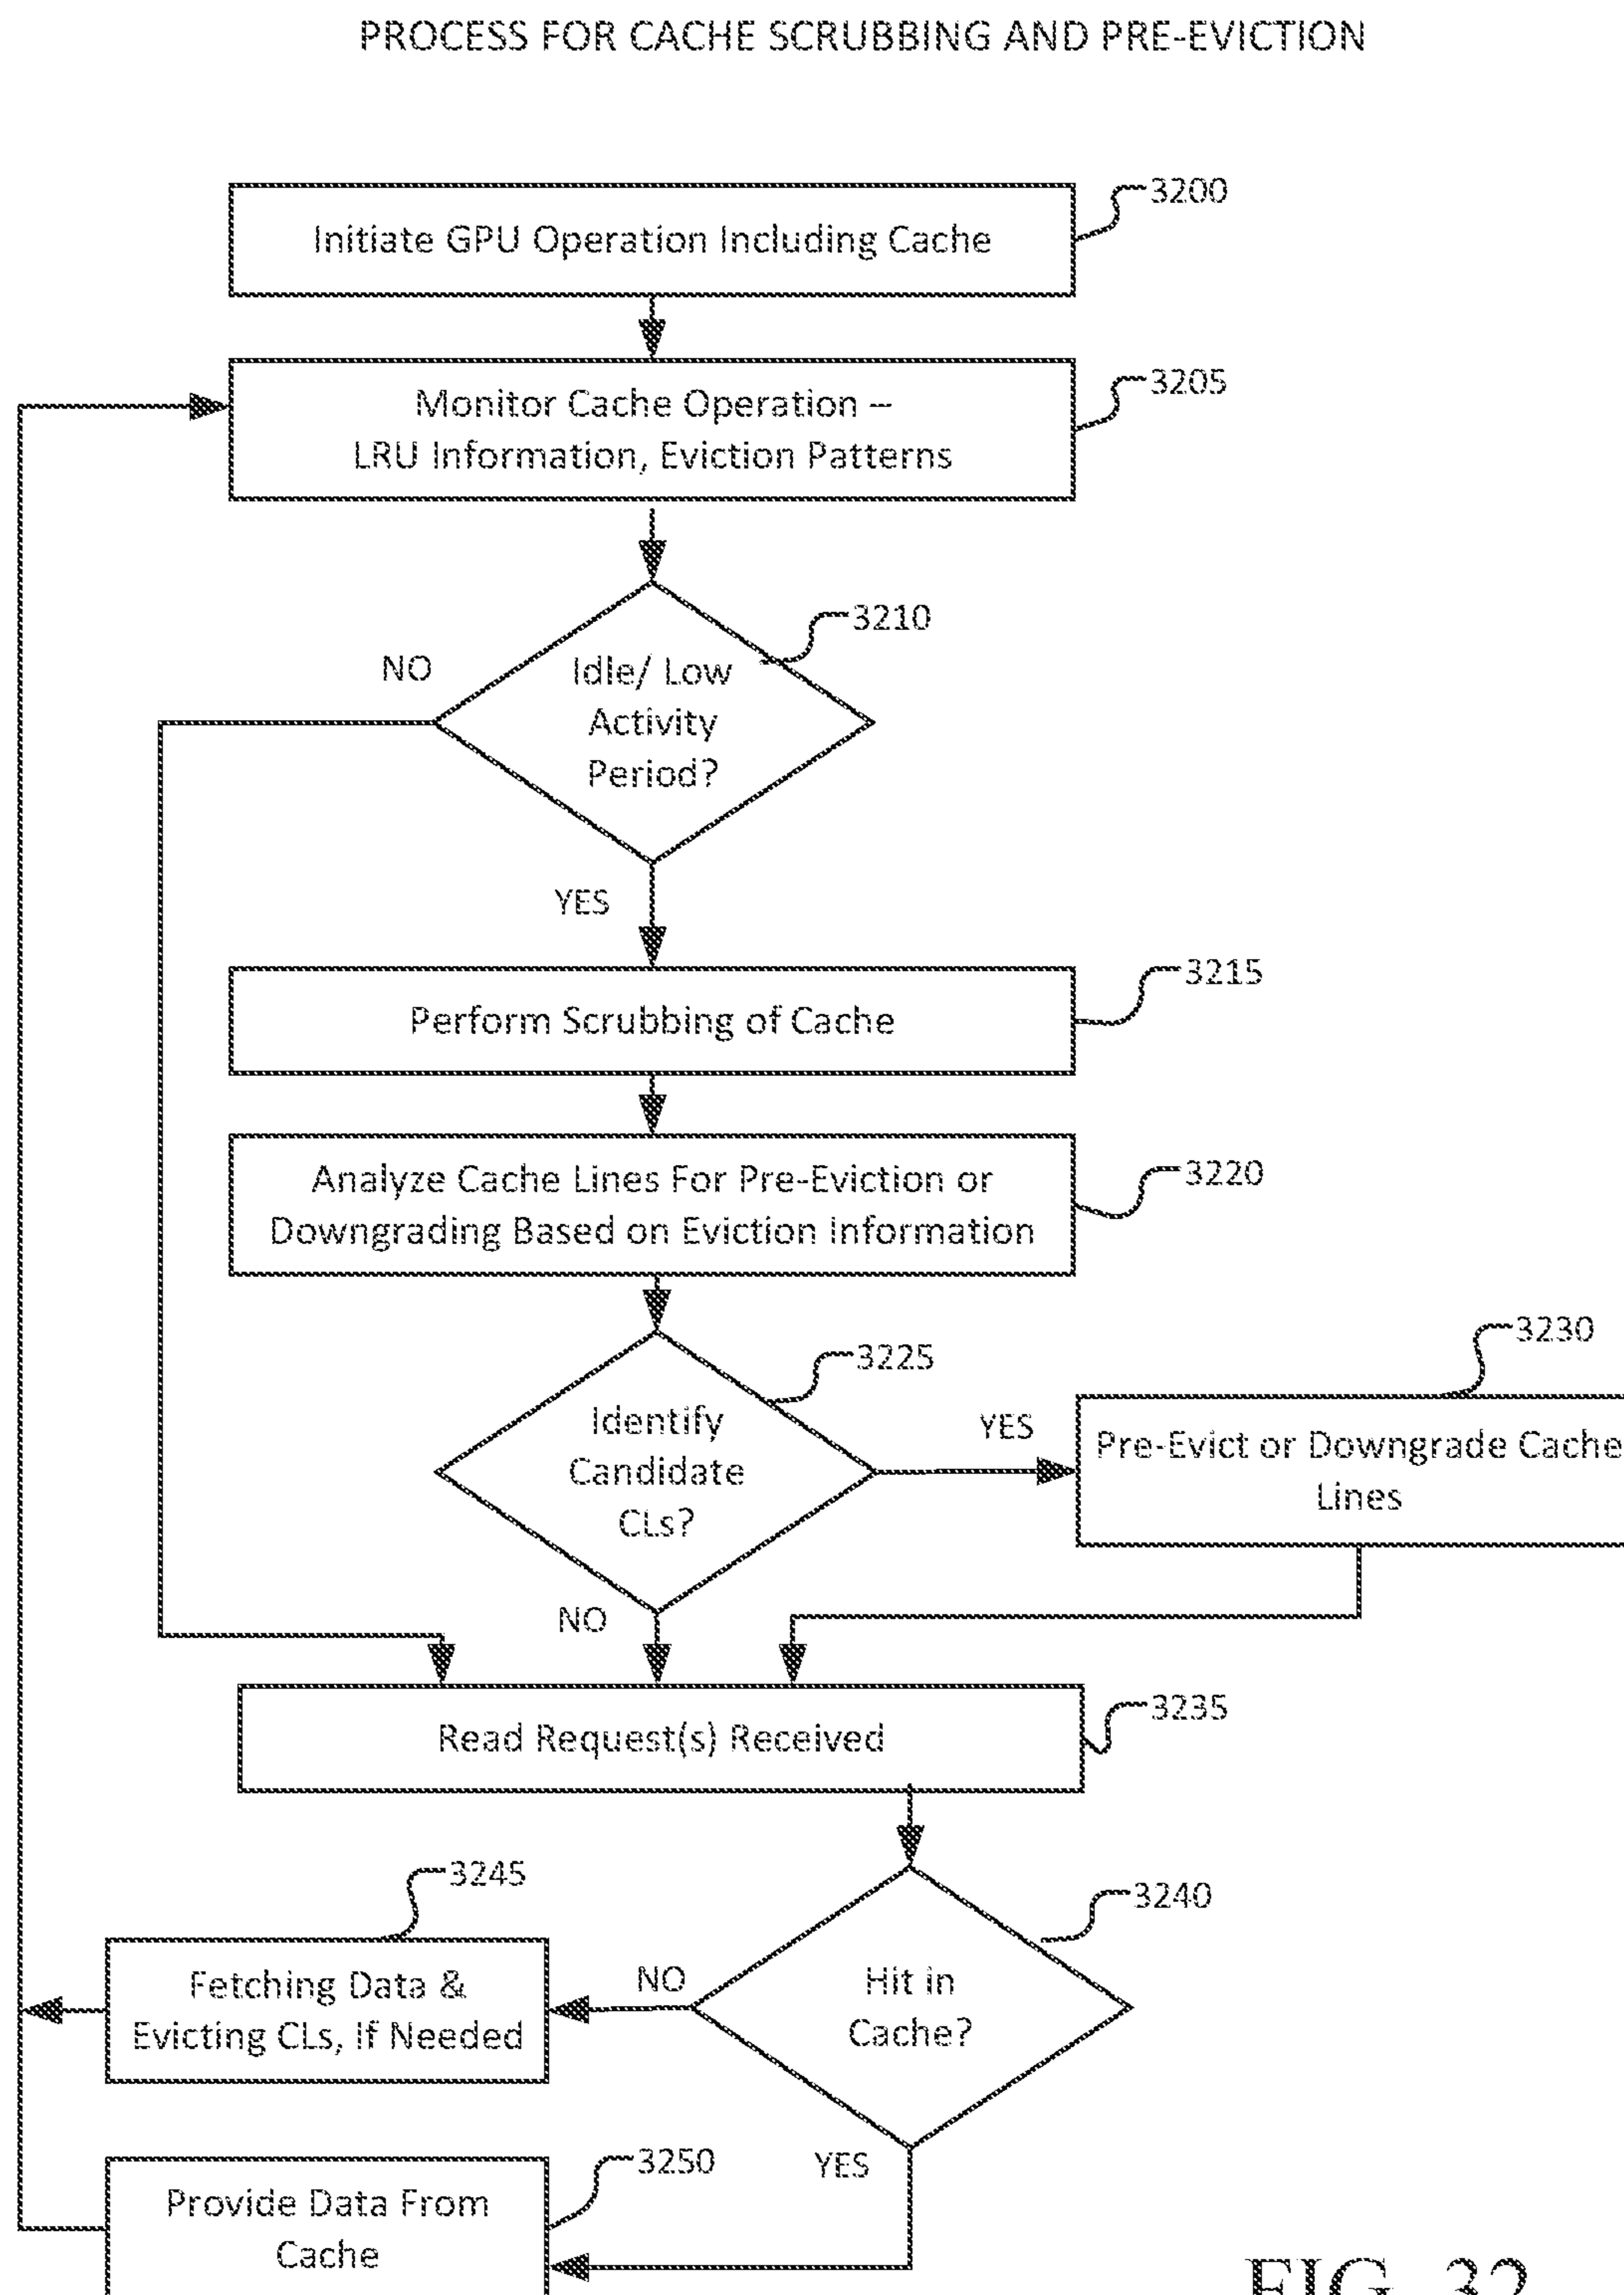 PROCESS FOR CACHE SCRUBBING AND PRE-EVICTION
3200
Initiate GPU Operation Including Cache
3205
Monitor Cache Operation –
LRU Information, Eviction Patterns
3210
NO
Idle/ Low
Activity
Period?
YES
3215
Perform Scrubbing of Cache
3220
Analyze Cache Lines For Pre-Eviction or
Downgrading Based on Eviction Information
3225
3230
Identify
Candidate
CLs?
YES
Pre-Evict or Downgrade Cache
Lines
NO
3235
Read Request(s) Received
3245
3240
Fetching Data &
Evicting CLs, If Needed
NO
Hit in
Cache?
3250
YES
Provide Data From
Cache
FIG. 32